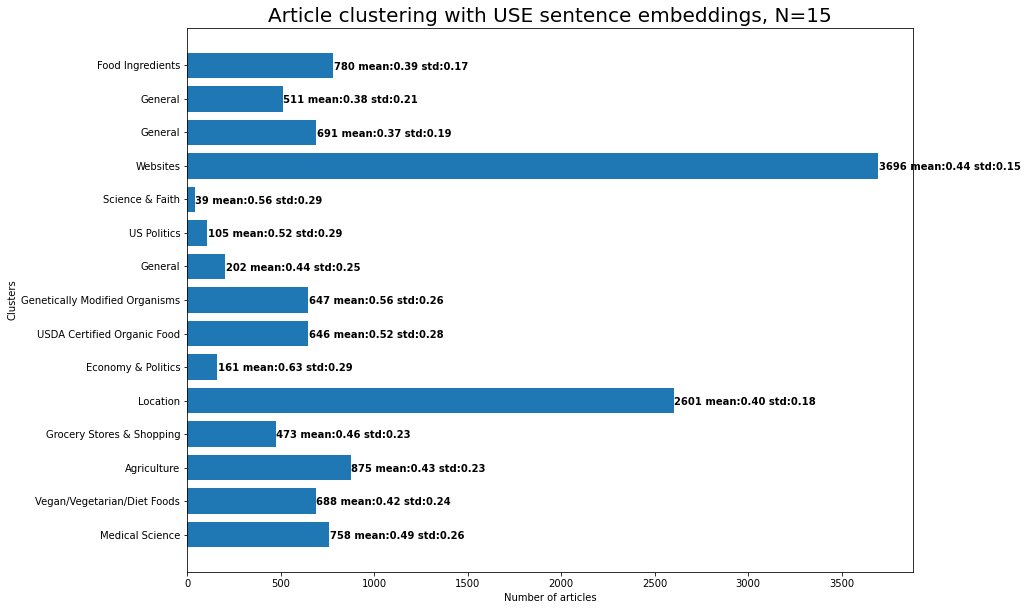 Article clustering with USE sentence embeddings, N=15
Food Ingredients 780 mean:0.39 std:0.17
General 511 mean:0.38 std:0.21
General 691 mean:0.37 std:0.19
Websites 3696 mean:0.44 std:0.15
Science & Faith 39 mean:0.56 std:0.29
US Politics 105 mean:0.52 std:0.29
General 202 mean:0.44 std:0.25
Genetically Modified Organisms 647 mean:0.56 std:0.26
USDA Certified Organic Food 646 mean:0.52 std:0.28
Economy & Politics 161 mean:0.63 std:0.29
Location 2601 mean:0.40 std:0.18
Grocery Stores & Shopping 473 mean:0.46 std:0.23
Agriculture 875 mean:0.43 std:0.23
Vegan/Vegetarian/Diet Foods 688 mean:0.42 std:0.24
Medical Science 758 mean:0.49 std:0.26
Clusters
0 500 1000 1500 2000 2500 3000 3500
Number of articles